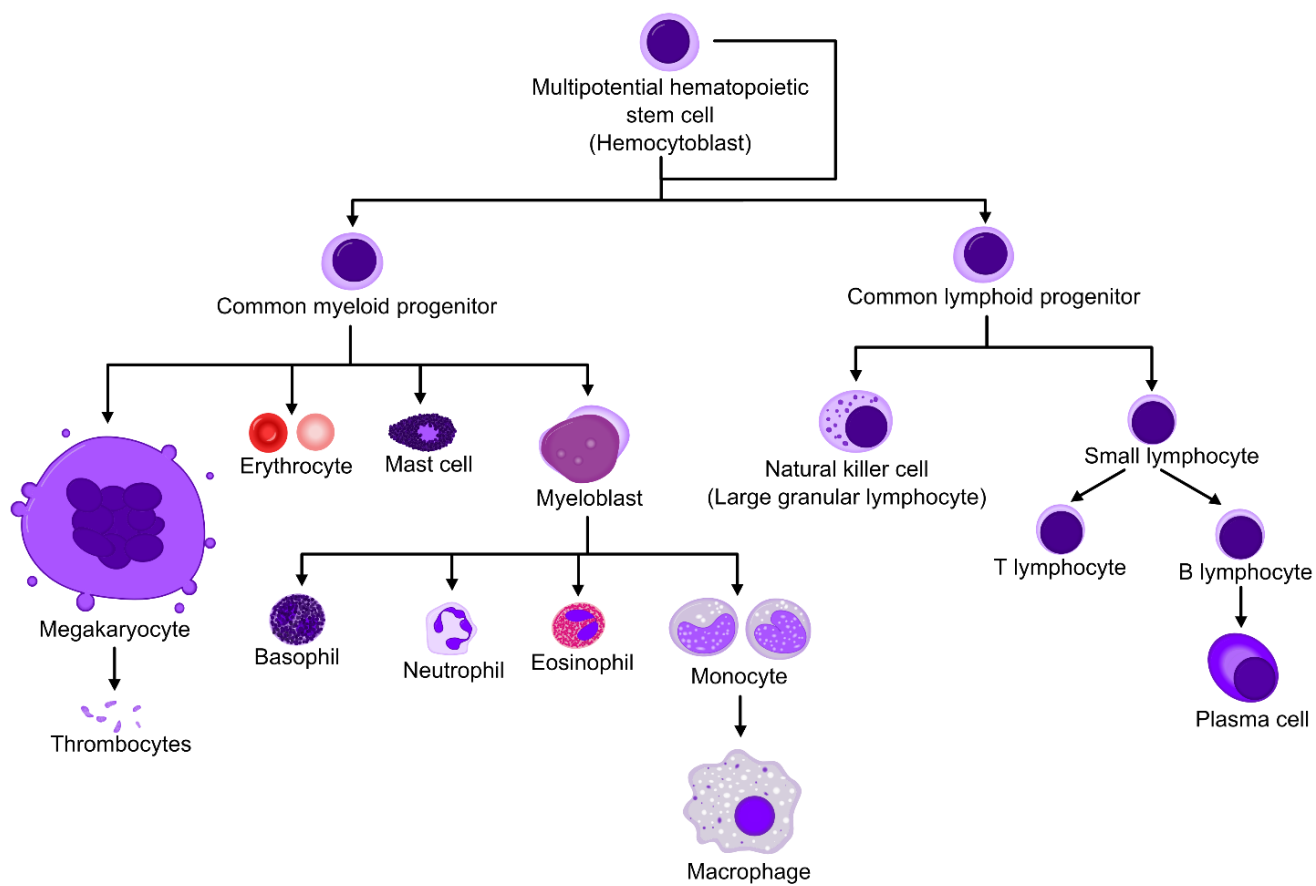 Multipotential hematopoietic
stem cell
(Hemocytoblast)
Common myeloid progenitor
Common lymphoid progenitor
Erythrocyte
Mast cell
Myeloblast
Natural killer cell
(Large granular lymphocyte)
Small lymphocyte
T lymphocyte
B lymphocyte
Megakaryocyte
Basophil
Neutrophil
Eosinophil
Monocyte
Plasma cell
Thrombocytes
Macrophage